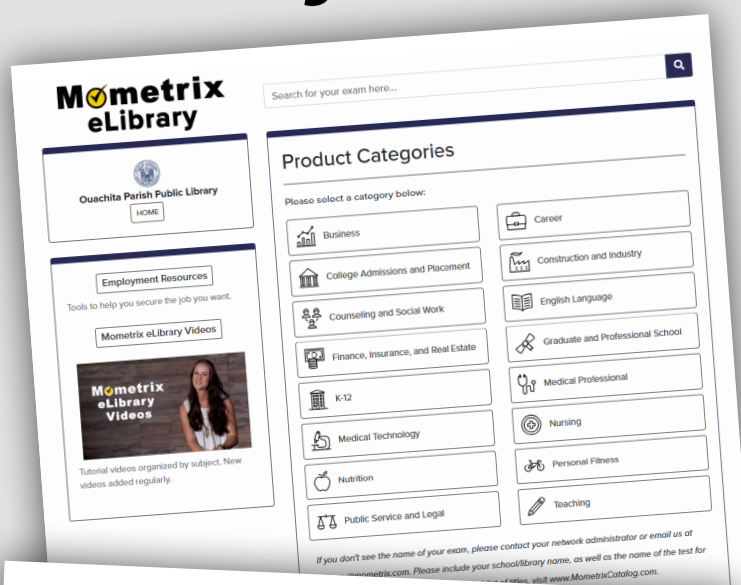 Mometrix
eLibrary
Search for your exam here...
Ouachita Parish Public Library
HOME
Employment Resources
Tools to help you secure the job you want.
Mometrix eLibrary Videos
Mometrix
eLibrary
Videos
Tutorial videos organized by subject. New
videos added regularly.
Product Categories
Please select a category below:
Business
Career
College Admissions and Placement
Construction and Industry
Counseling and Social Work
English Language
Finance, Insurance, and Real Estate
Graduate and Professional School
K-12
Medical Professional
Medical Technology
Nursing
Nutrition
Personal Fitness
Public Service and Legal
Teaching
If you don't see the name of your exam, please contact your network administrator or email us at
mometrix.com. Please include your school/library name, as well as the name of the test for
of titles, visit www.MometrixCatalog.com.